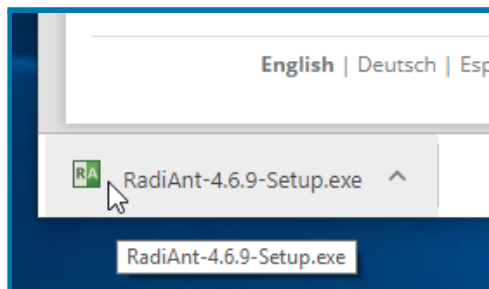 English | Deutsch | Esp
RA
RadiAnt-4.6.9-Setup.exe
RadiAnt-4.6.9-Setup.exe